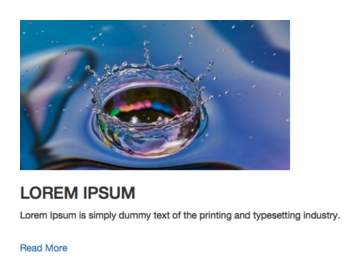 LOREM IPSUM
Lorem Ipsum is simply dummy text of the printing and typesetting industry.
Read More